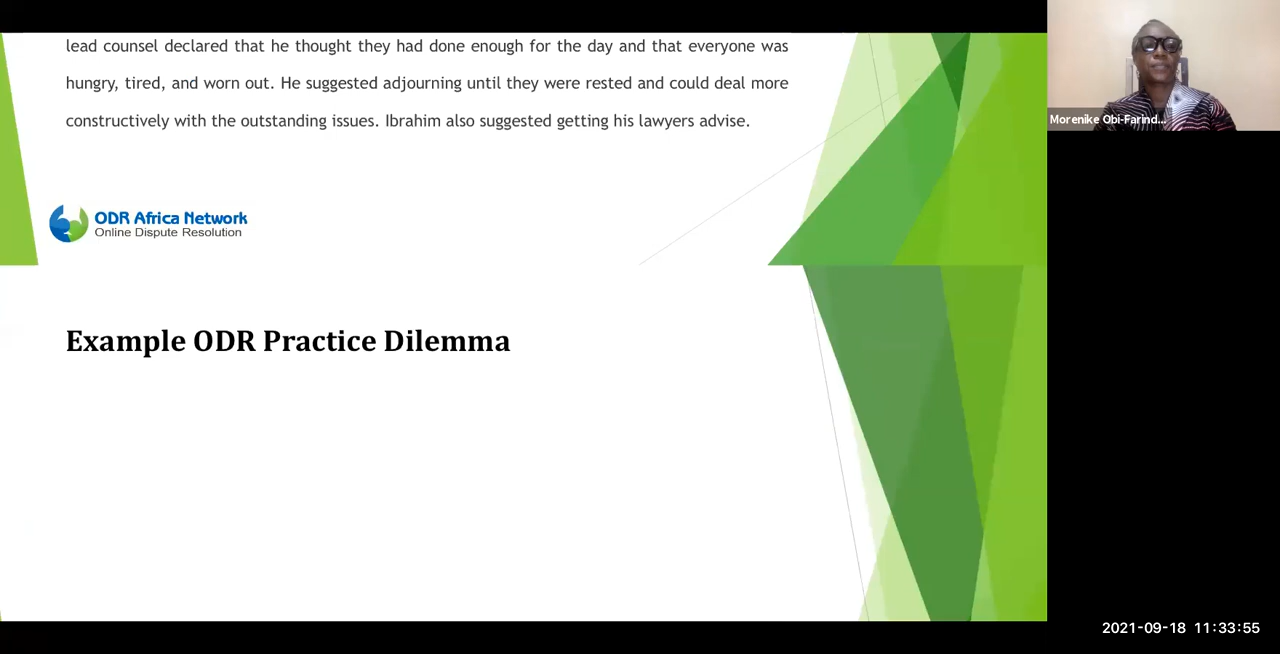 lead counsel declared that he thought they had done enough for the day and that everyone was
hungry, tired, and worn out. He suggested adjourning until they were rested and could deal more
constructively with the outstanding issues. Ibrahim also suggested getting his lawyers advise.
Morenike Obi-Farind...
ODR Africa Network
Online Dispute Resolution
Example ODR Practice Dilemma
2021-09-18 11:33:55